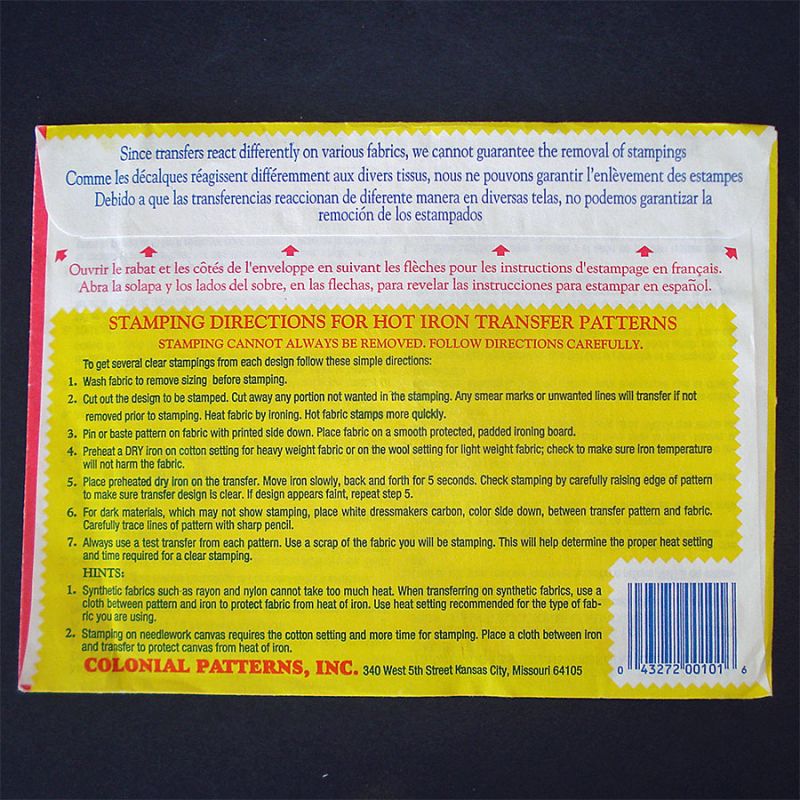 Since transfers react differently on various fabrics, we cannot guarantee the removal of stampings
Comme les décalques réagissent différemment aux divers tissus, nous ne pouvons garantir l'enlèvement des estampes
Debido a que las transferencias reaccionan de diferente manera en diversas telas, no podemos garantizar la
remoción de los estampados
Ouvrir le rabat et les côtés de l'enveloppe en suivant les flèches pour les instructions d'estampage en français.
Abra la solapa y los lados del sobre, en las flechas, para revelar las instrucciones para estampar en español.
STAMPING DIRECTIONS FOR HOT IRON TRANSFER PATTERNS
STAMPING CANNOT ALWAYS BE REMOVED. FOLLOW DIRECTIONS CAREFULLY.
To get several clear stampings from each design follow these simple directions:
1. Wash fabric to remove sizing before stamping.
2. Cut out the design to be stamped. Cut away any portion not wanted in the stamping. Any smear marks or unwanted lines will transfer if not
removed prior to stamping. Heat fabric by ironing. Hot fabric stamps more quickly.
3. Pin or baste pattern on fabric with printed side down. Place fabric on a smooth protected, padded ironing board.
4. Preheat a DRY iron on cotton setting for heavy weight fabric or on the wool setting for light weight fabric; check to make sure iron temperature
will not harm the fabric.
5. Place preheated dry iron on the transfer. Move iron slowly, back and forth for 5 seconds. Check stamping by carefully raising edge of pattern
to make sure transfer design is clear. If design appears faint, repeat step 5.
6. For dark materials, which may not show stamping, place white dressmakers carbon, color side down, between transfer pattern and fabric.
Carefully trace lines of pattern with sharp pencil.
7. Always use a test transfer from each pattern. Use a scrap of the fabric you will be stamping. This will help determine the proper heat setting
and time required for a clear stamping.
HINTS:
1. Synthetic fabrics such as rayon and nylon cannot take too much heat. When transferring on synthetic fabrics, use a
cloth between pattern and iron to protect fabric from heat of iron. Use heat setting recommended for the type of fab-
ric you are using.
2. Stamping on needlework canvas requires the cotton setting and more time for stamping. Place a cloth between iron
and transfer to protect canvas from heat of iron.
COLONIAL PATTERNS, INC. 340 West 5th Street Kansas City, Missouri 64105
0 43272 00101 6